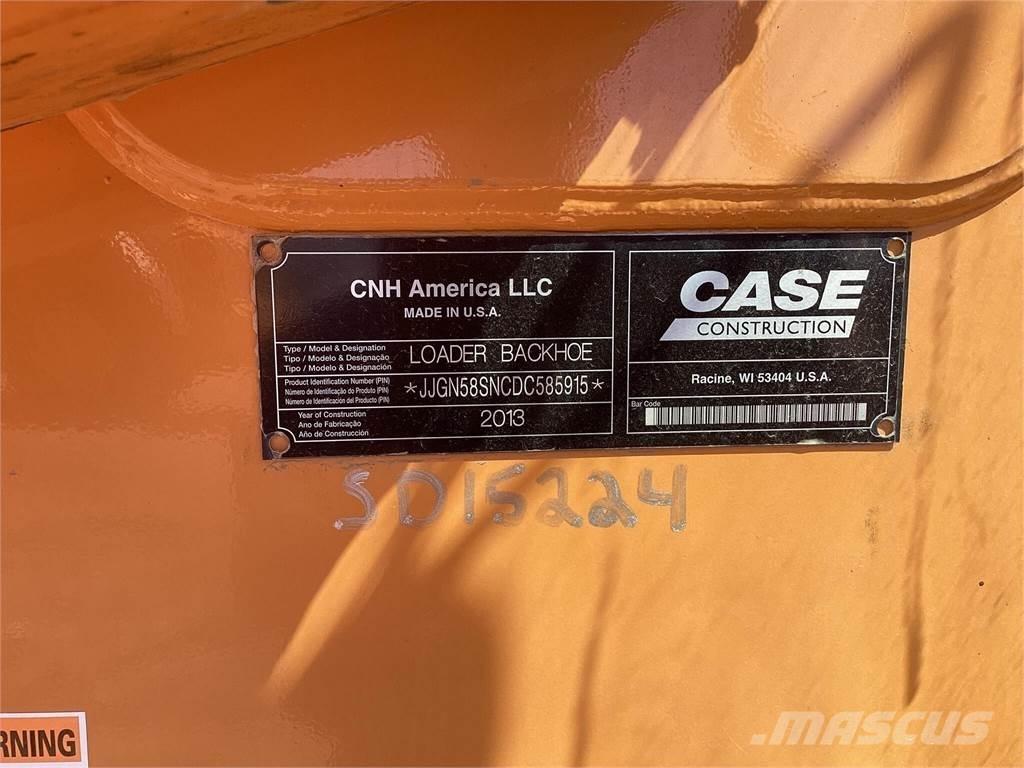 CNH America LLC
MADE IN U.S.A.
Type / Model & Designation
Tipo / Modelo & Designação
Tipo / Modelo & Designación
LOADER BACKHOE
Product Identification Number (PIN)
Número de Identificação do Produto (PIN)
Número de Identificación del Producto (PIN)
*JJGN58SNCDC585915*
Year of Construction
Ano de Fabricação
Año de Construcción
2013
CASE
CONSTRUCTION
Racine, WI 53404 U.S.A.
Bar Code
SD15224
RNING
MASCUS